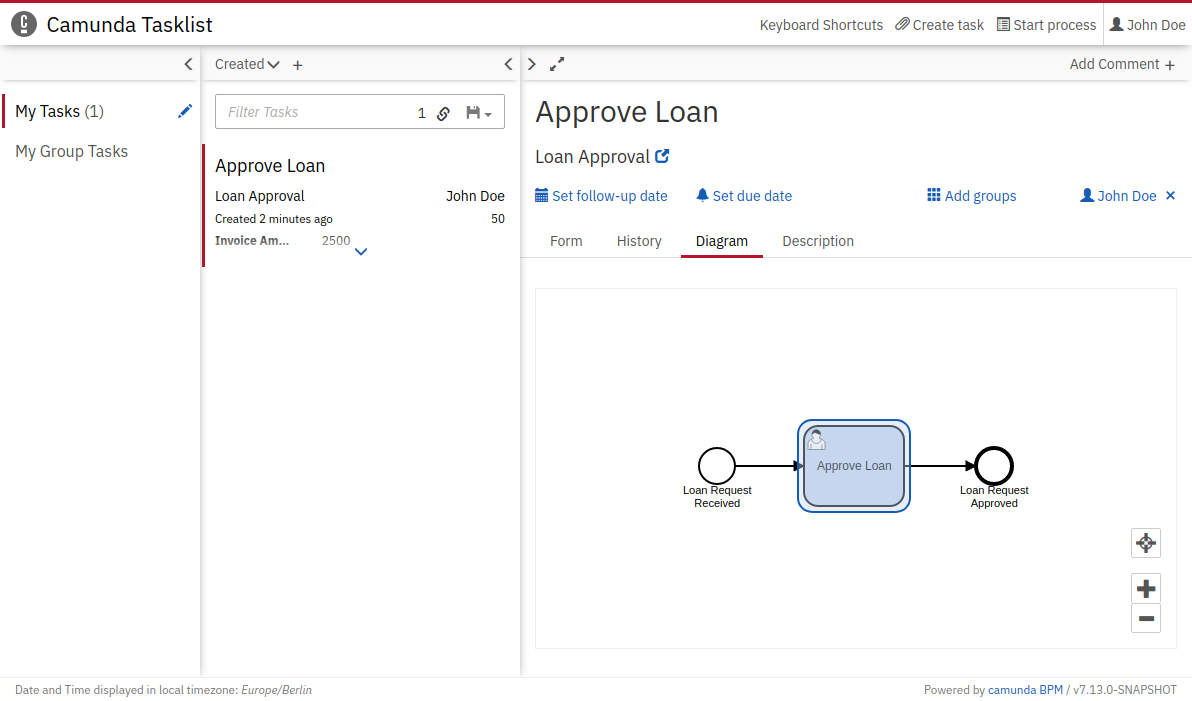 Camunda Tasklist
Keyboard Shortcuts Create task Start process John Doe
Created +
Add Comment +
My Tasks (1)
My Group Tasks
Filter Tasks 1
Approve Loan
Loan Approval John Doe
Created 2 minutes ago 50
Invoice Am... 2500
Approve Loan
Loan Approval
Set follow-up date Set due date Add groups John Doe ×
Form History Diagram Description
Loan Request
Received
Approve Loan
Loan Request
Approved
Date and Time displayed in local timezone: Europe/Berlin
Powered by camunda BPM / v7.13.0-SNAPSHOT